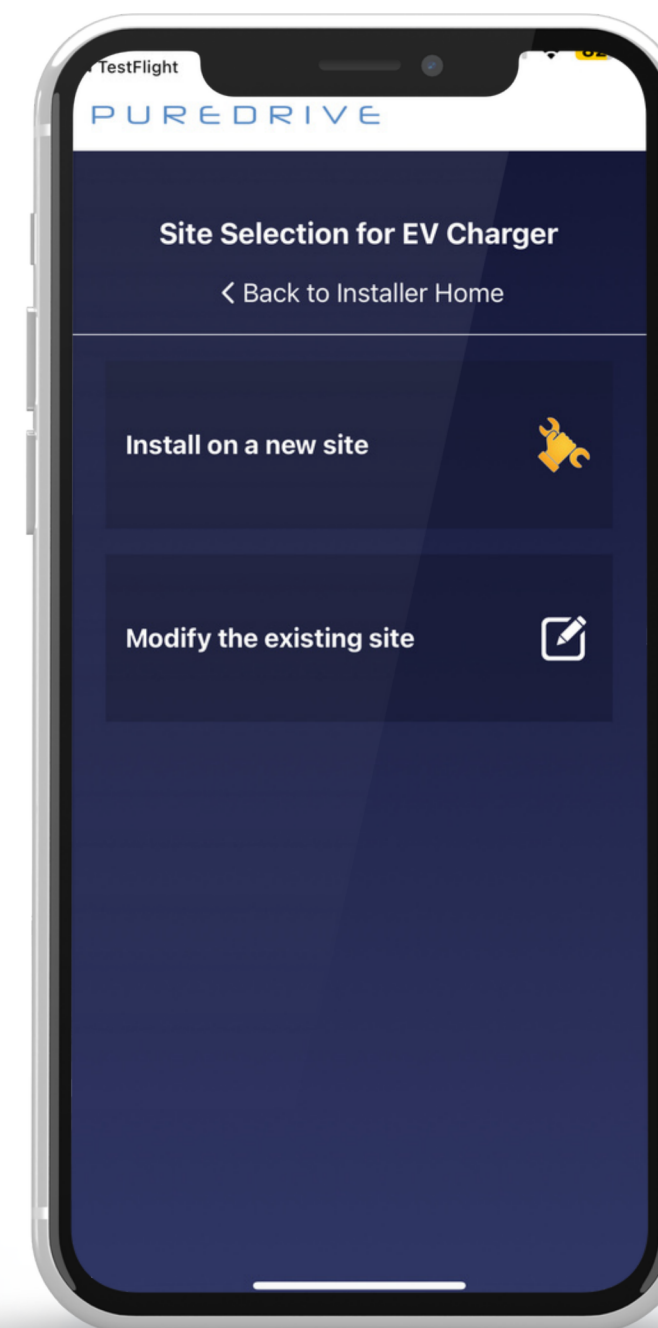 TestFlight
PUREDRIVE
Site Selection for EV Charger
Back to Installer Home
Install on a new site
Modify the existing site